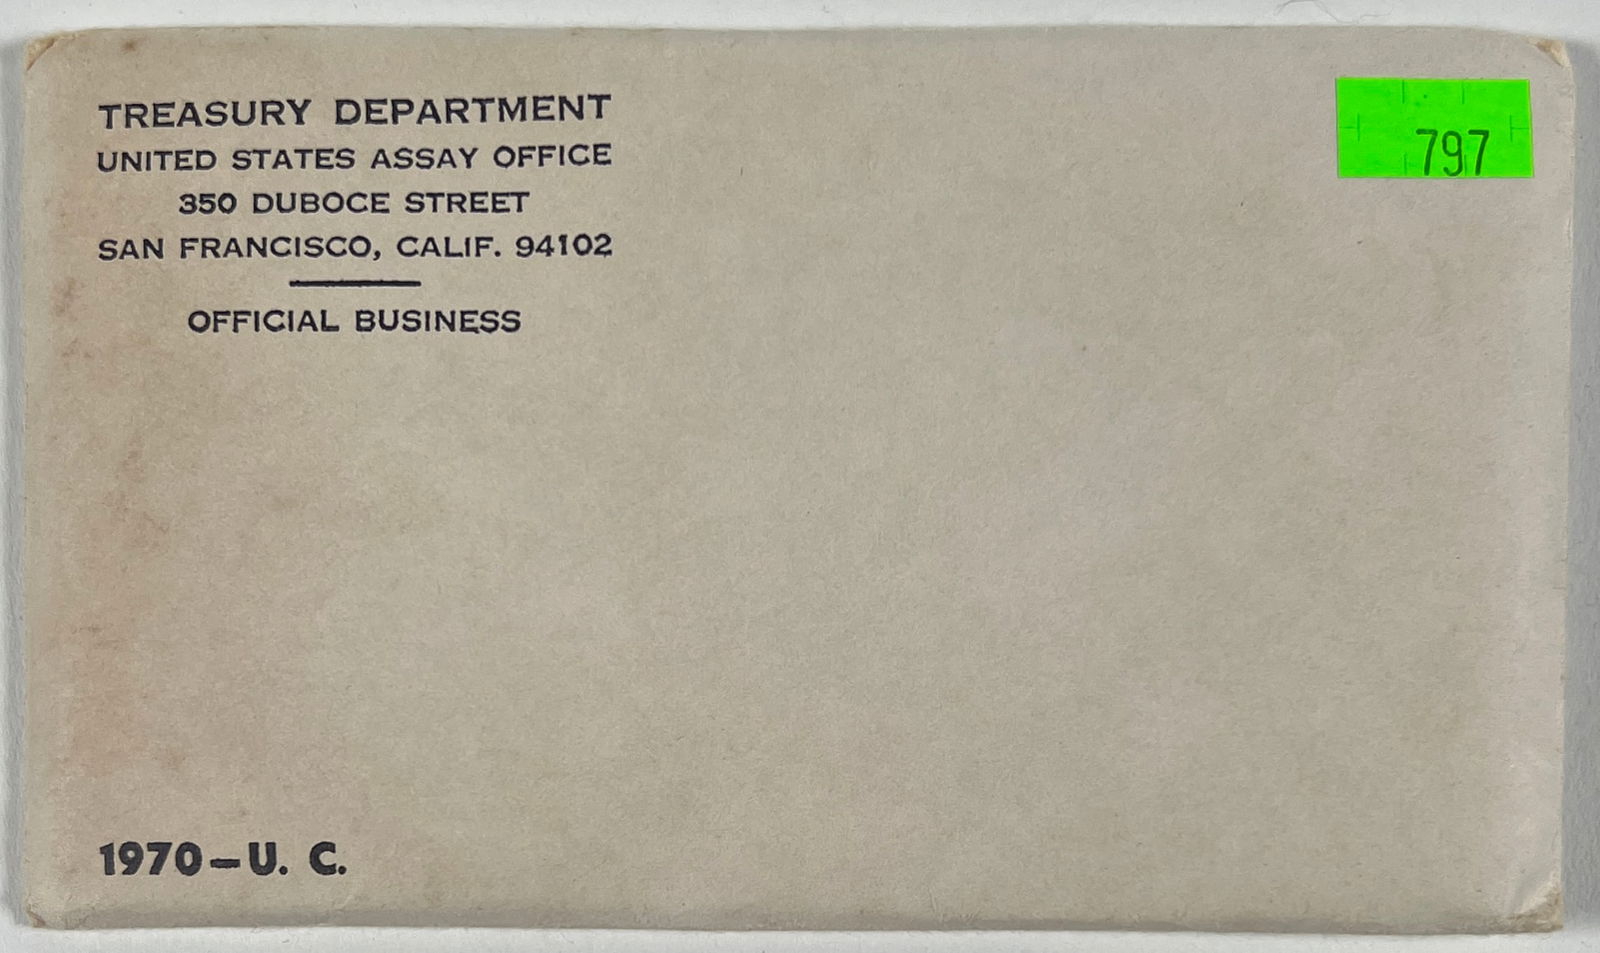 TREASURY DEPARTMENT
UNITED STATES ASSAY OFFICE
350 DUBOCE STREET
SAN FRANCISCO, CALIF. 94102
OFFICIAL BUSINESS
797
1970-U. C.